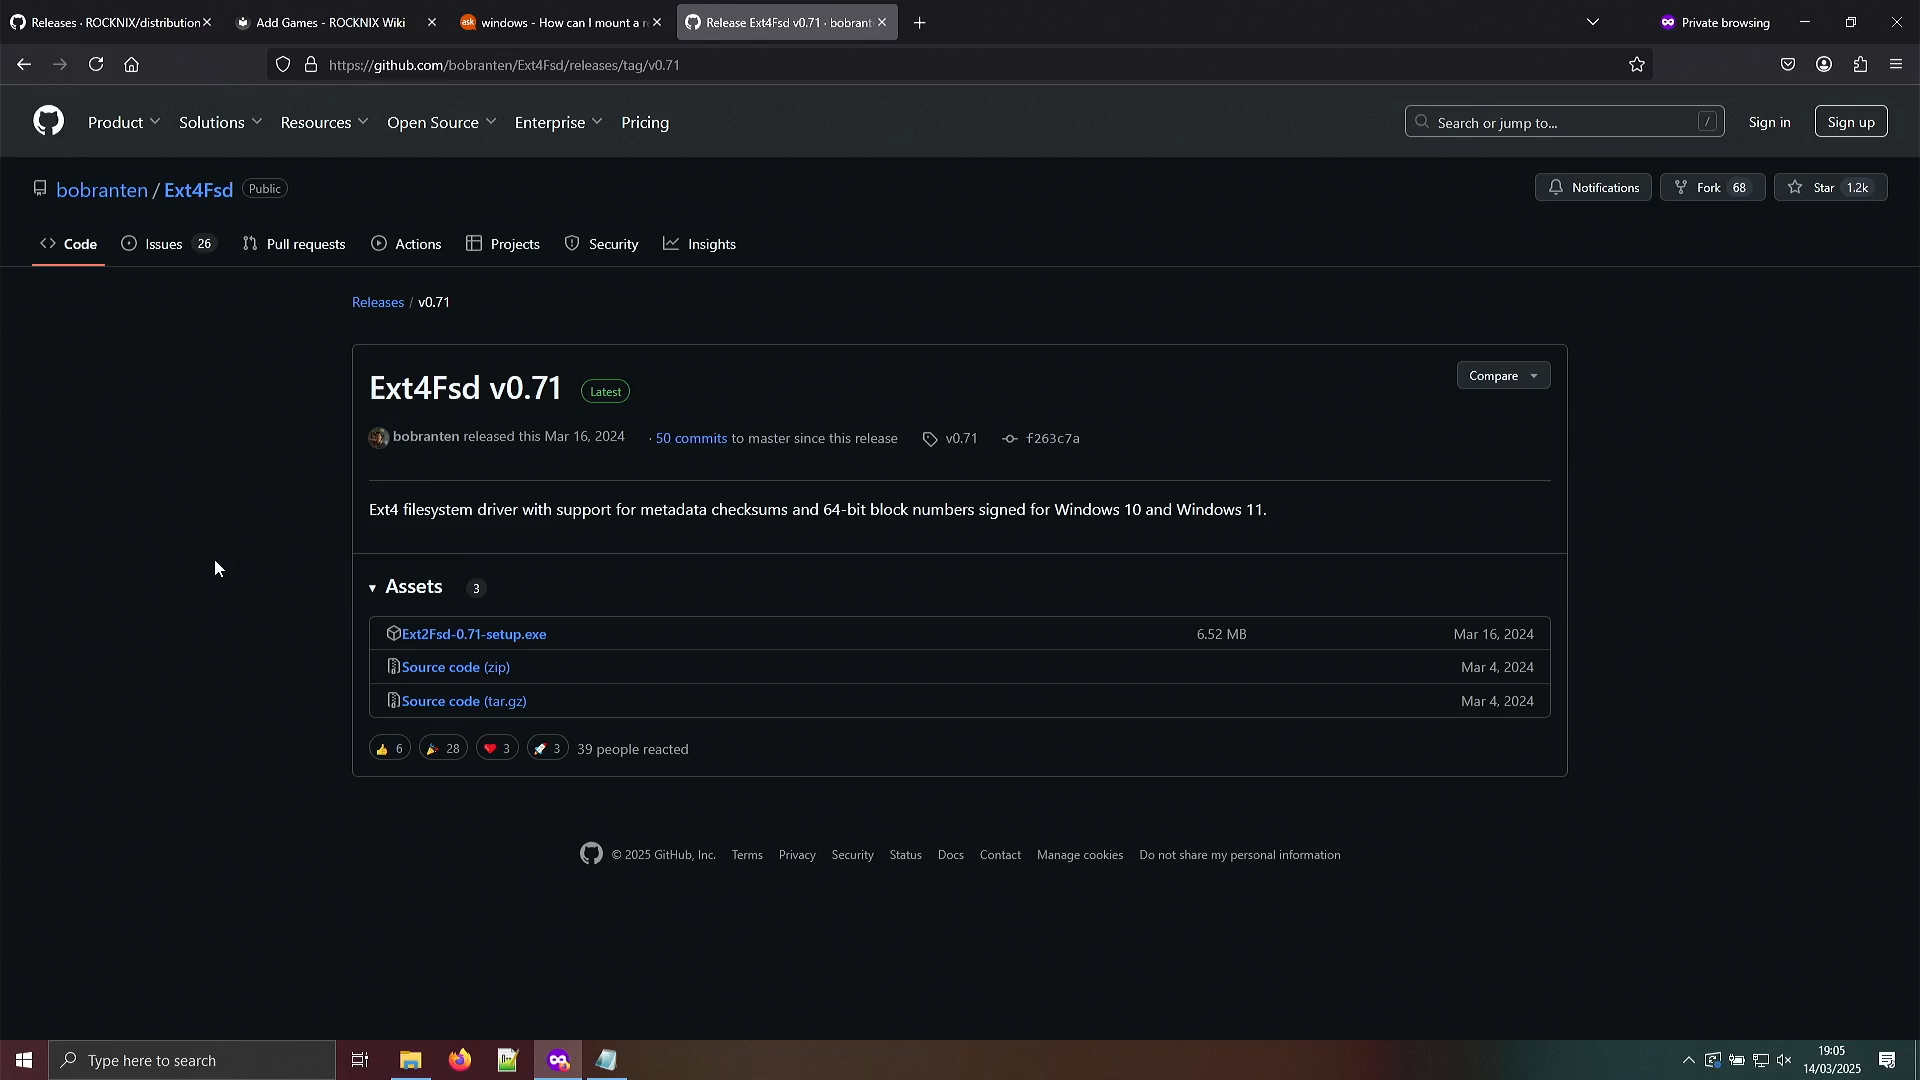 Releases · ROCKNIX/distribution
Add Games - ROCKNIX Wiki
ask
windows - How can I mount a r
Release Ext4Fsd v0.71 · bobrant
Private browsing
https://github.com/bobranten/Ext4Fsd/releases/tag/v0.71
Product
Solutions
Resources
Open Source
Enterprise
Pricing
Search or jump to...
/
Sign in
Sign up
bobranten / Ext4Fsd
Public
Notifications
Fork 68
Star 1.2k
Code
Issues 26
Pull requests
Actions
Projects
Security
Insights
Releases / v0.71
Ext4Fsd v0.71
Latest
Compare
bobranten released this Mar 16, 2024
· 50 commits to master since this release
v0.71
f263c7a
Ext4 filesystem driver with support for metadata checksums and 64-bit block numbers signed for Windows 10 and Windows 11.
Assets 3
Ext2Fsd-0.71-setup.exe
6.52 MB
Mar 16, 2024
Source code (zip)
Mar 4, 2024
Source code (tar.gz)
Mar 4, 2024
6
28
3
3
39 people reacted
© 2025 GitHub, Inc.
Terms
Privacy
Security
Status
Docs
Contact
Manage cookies
Do not share my personal information
Type here to search
19:05
14/03/2025